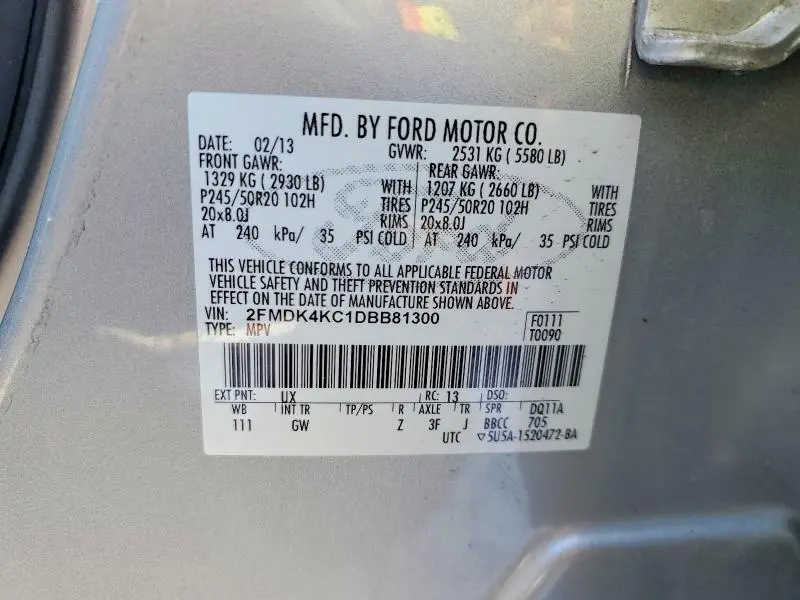 MFD. BY FORD MOTOR CO.
DATE: 02/13 GVWR: 2531 KG ( 5580 LB)
FRONT GAWR: REAR GAWR:
1329 KG ( 2930 LB) WITH 1207 KG ( 2660 LB) WITH
P245/50R20 102H TIRES P245/50R20 102H TIRES
20x8.0J RIMS 20x8.0J RIMS
AT 240 kPa/ 35 PSI COLD AT 240 kPa/ 35 PSI COLD
THIS VEHICLE CONFORMS TO ALL APPLICABLE FEDERAL MOTOR
VEHICLE SAFETY AND THEFT PREVENTION STANDARDS IN
EFFECT ON THE DATE OF MANUFACTURE SHOWN ABOVE.
VIN: 2FMDK4KC1DBB81300 F0111
TYPE: MPV T0090
EXT PNT: UX RC: 13 DSO:
WB INT TR TP/PS R AXLE TR SPR DQ11A
111 GW Z 3F J BBCC 705
UTC ▽5U5A-1520472-BA